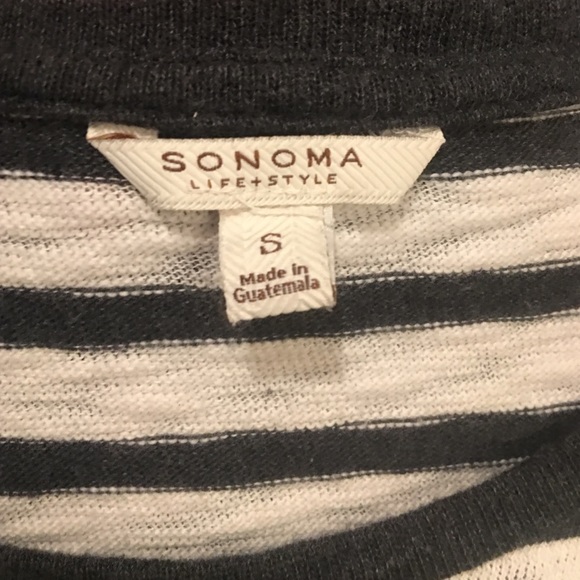 SONOMA
LIFE+STYLE
S
Made in
Guatemala